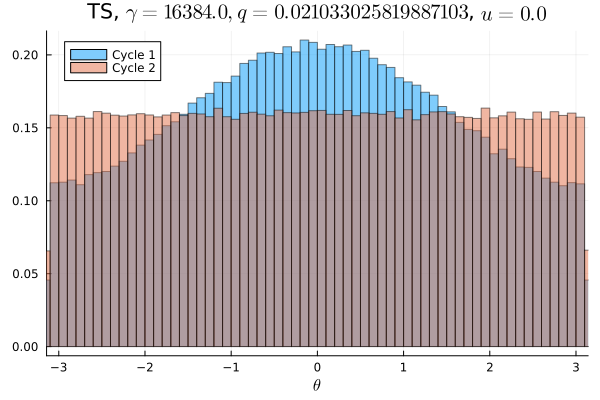 TS, γ = 16384.0, q = 0.021033025819887103, u = 0.0
Cycle 1
Cycle 2
0.20
0.15
0.10
0.05
0.00
−3 −2 −1 0 1 2 3
θ